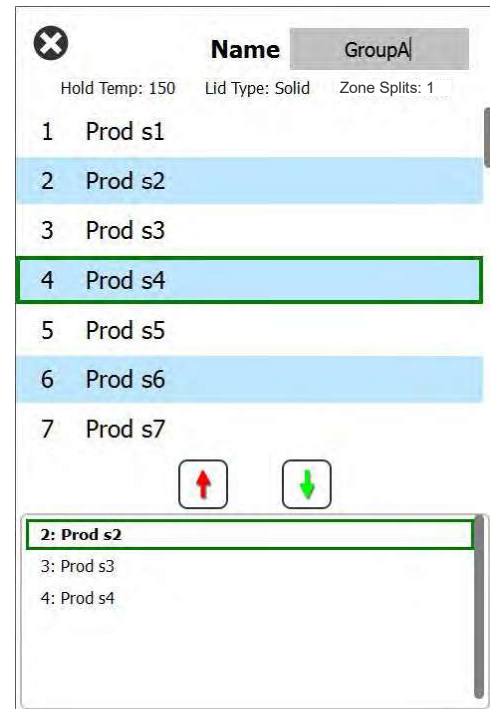 Name GroupA
Hold Temp: 150 Lid Type: Solid Zone Splits: 1
1 Prod s1
2 Prod s2
3 Prod s3
4 Prod s4
5 Prod s5
6 Prod s6
7 Prod s7
2: Prod s2
3: Prod s3
4: Prod s4